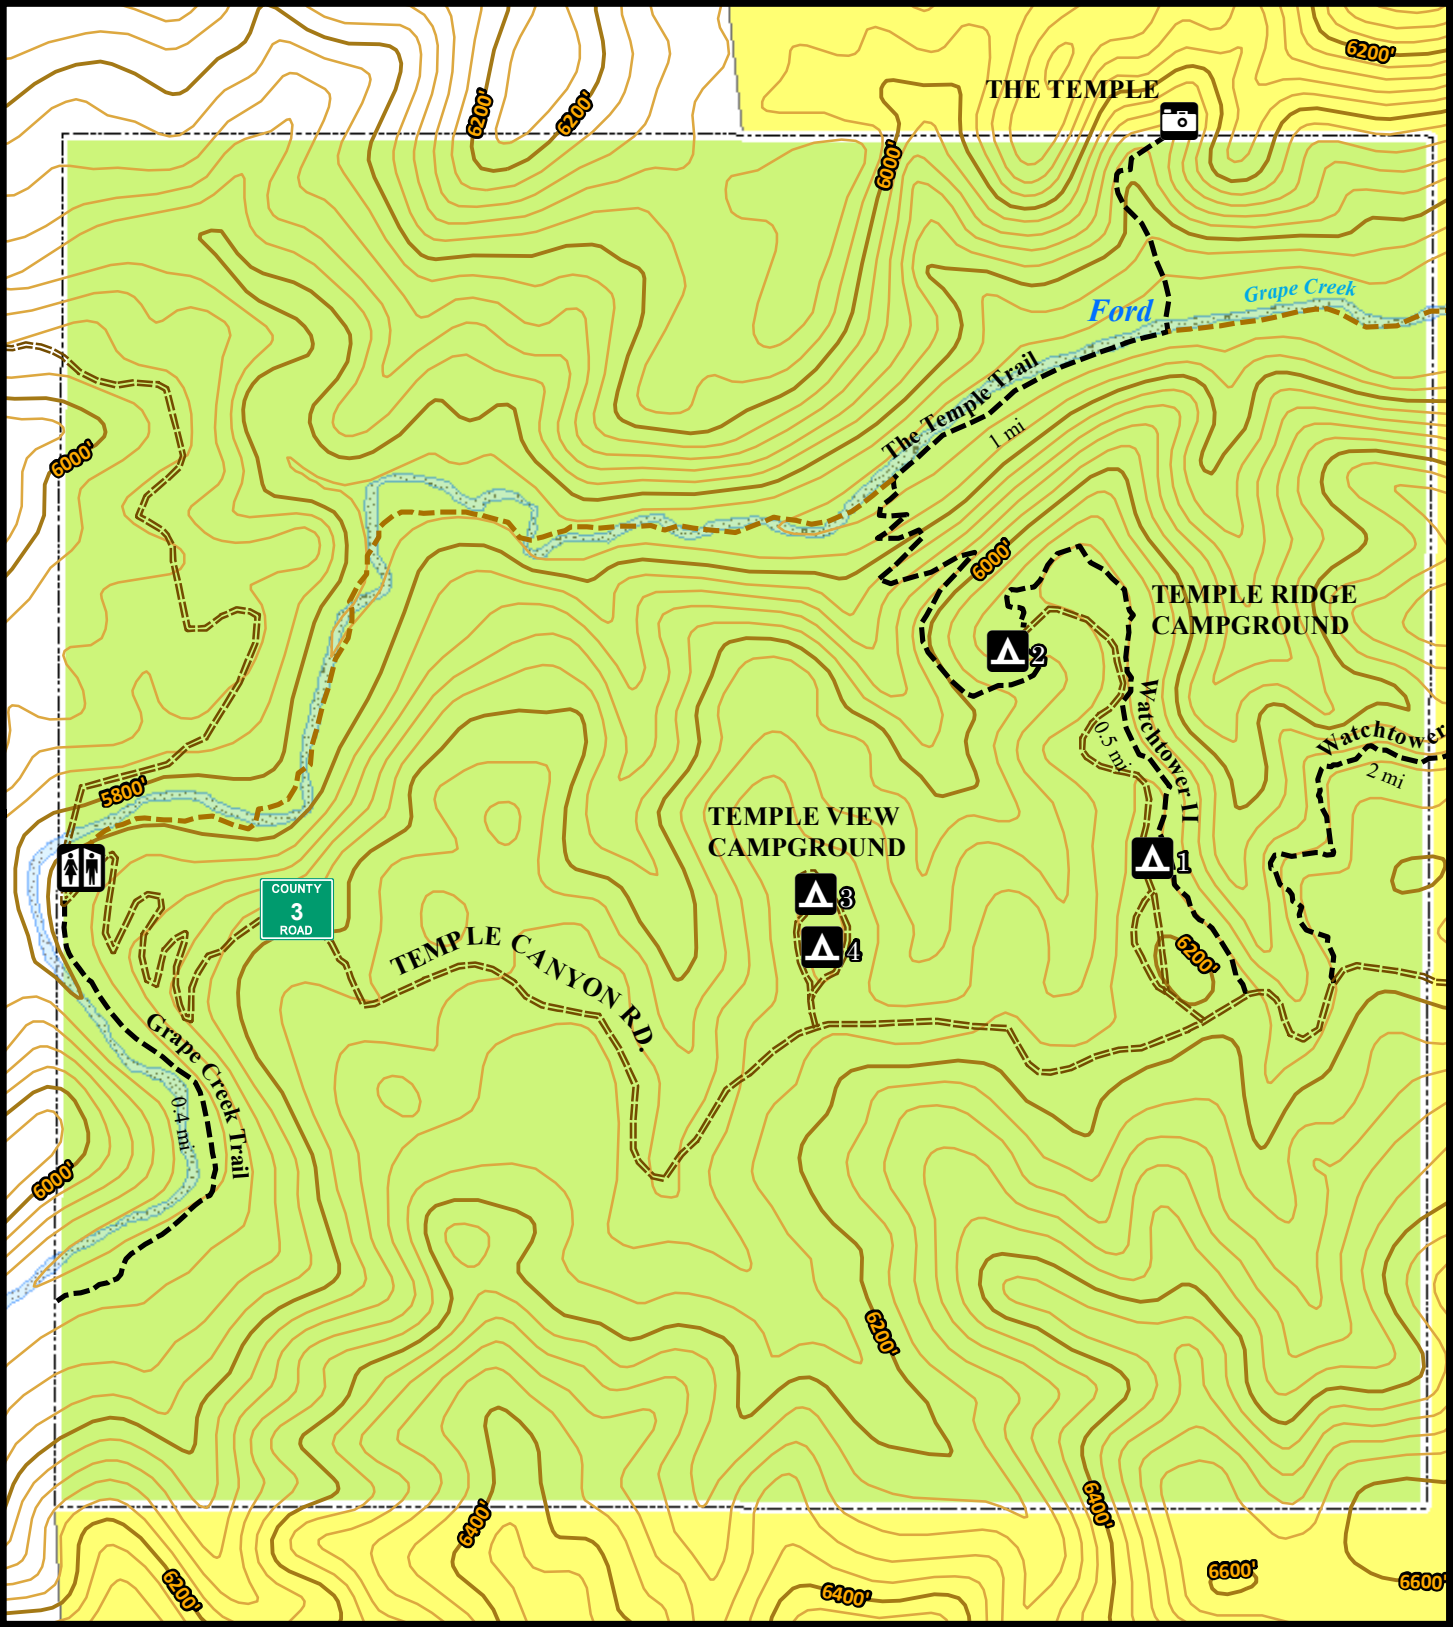 6200'
THE TEMPLE
6200'
6200'
6000'
Grape Creek
Ford
The Temple Trail
1 mi
6000'
6000'
TEMPLE RIDGE
CAMPGROUND
2
Watchtower II
0.5 mi
Watchtower
2 mi
5800'
TEMPLE VIEW
CAMPGROUND
1
3
4
COUNTY
3
ROAD
TEMPLE CANYON RD.
6200'
Grape Creek Trail
0.4 mi
6000'
6200'
6400'
6400'
6200'
6400'
6600'
6600'